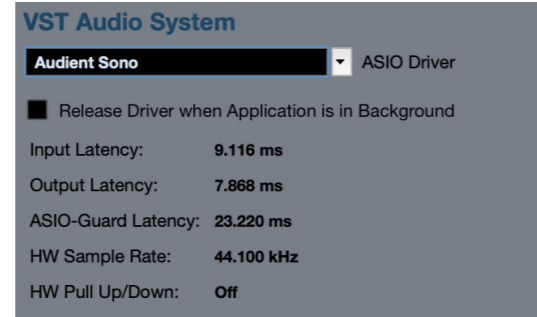 VST Audio System
Audient Sono ASIO Driver
Release Driver when Application is in Background
Input Latency: 9.116 ms
Output Latency: 7.868 ms
ASIO-Guard Latency: 23.220 ms
HW Sample Rate: 44.100 kHz
HW Pull Up/Down: Off